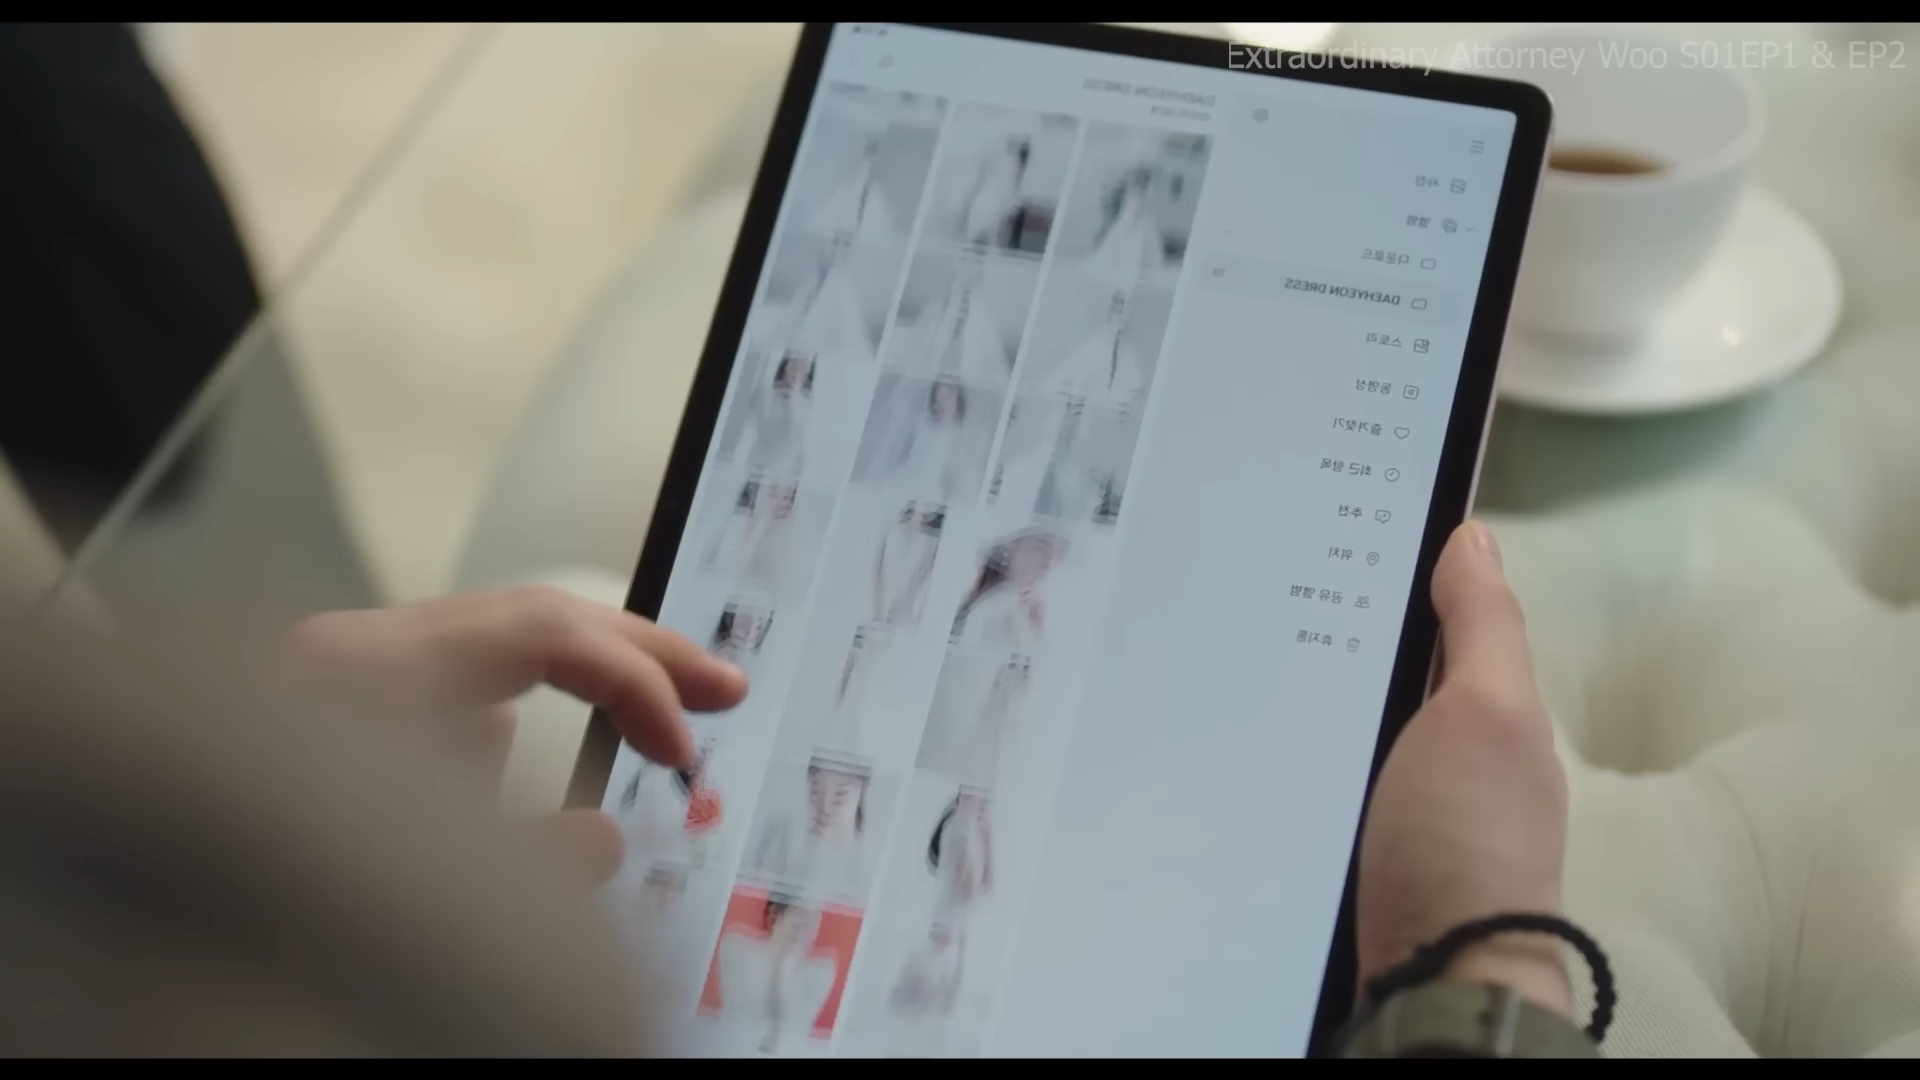 Extraordinary Attorney Woo S01EP1 & EP2
DAEHYEON DRESS
사진
앨범
다운로드
DAEHYEON DRESS
스토리
동영상
즐겨찾기
최근 항목
추천
위치
공유 앨범
휴지통